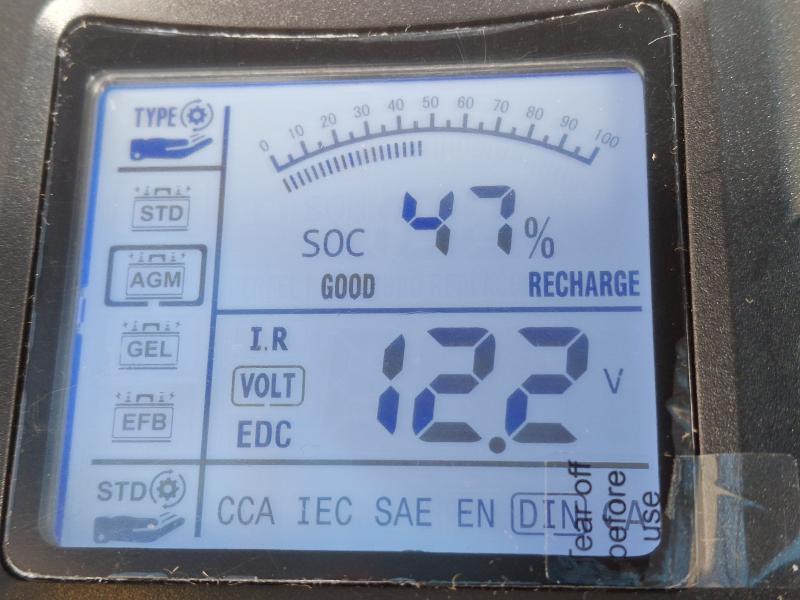 TYPE
0 10 20 30 40 50 60 70 80 90 100
STD
SOC 47 %
AGM
GOOD RECHARGE
GEL
I.R
VOLT
12.2 V
EFB
EDC
STD
CCA IEC SAE EN DIN CA
Tear off
before
use